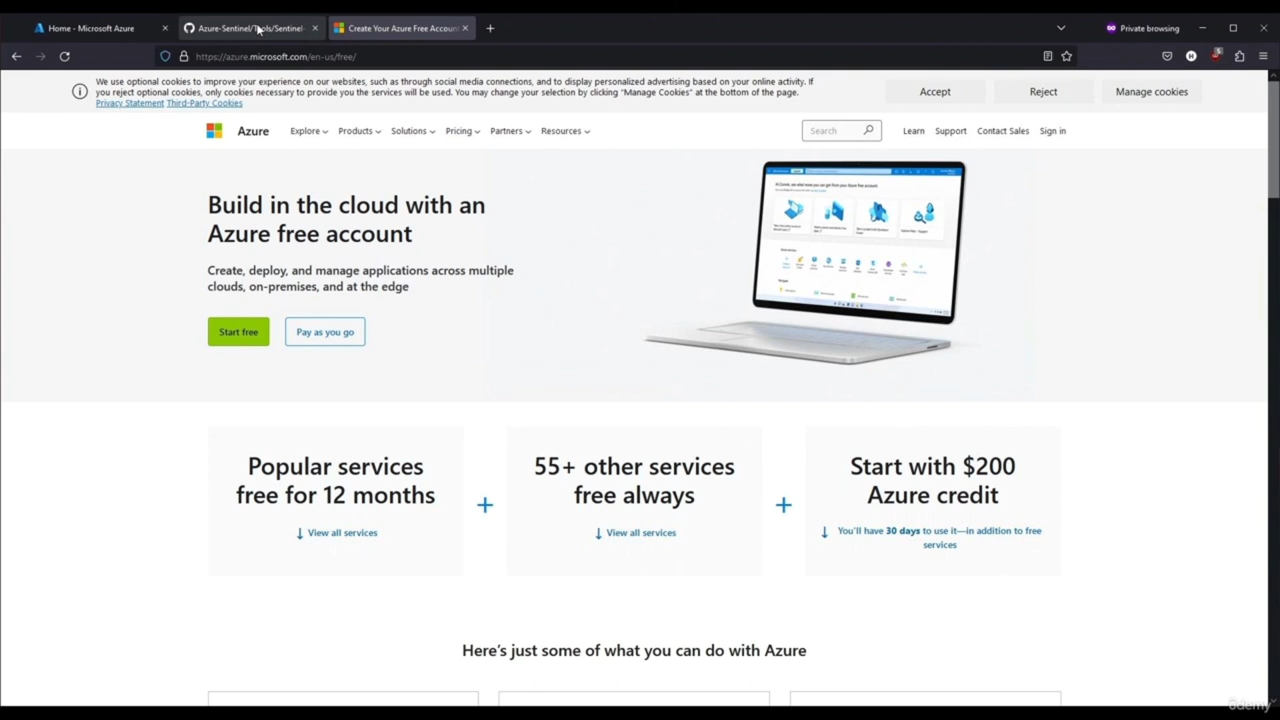 Home - Microsoft Azure
Azure-Sentinel/Tools/Sentinel-
Create Your Azure Free Account
Private browsing
https://azure.microsoft.com/en-us/free/
We use optional cookies to improve your experience on our websites, such as through social media connections, and to display personalized advertising based on your online activity. If
you reject optional cookies, only cookies necessary to provide you the services will be used. You may change your selection by clicking "Manage Cookies" at the bottom of the page.
Privacy Statement Third-Party Cookies
Accept
Reject
Manage cookies
Azure
Explore
Products
Solutions
Pricing
Partners
Resources
Search
Learn
Support
Contact Sales
Sign in
Build in the cloud with an
Azure free account
Create, deploy, and manage applications across multiple
clouds, on-premises, and at the edge
Start free
Pay as you go
Popular services
free for 12 months
↓ View all services
+
55+ other services
free always
↓ View all services
+
Start with $200
Azure credit
↓ You'll have 30 days to use it—in addition to free
services
Here's just some of what you can do with Azure
ûdemy